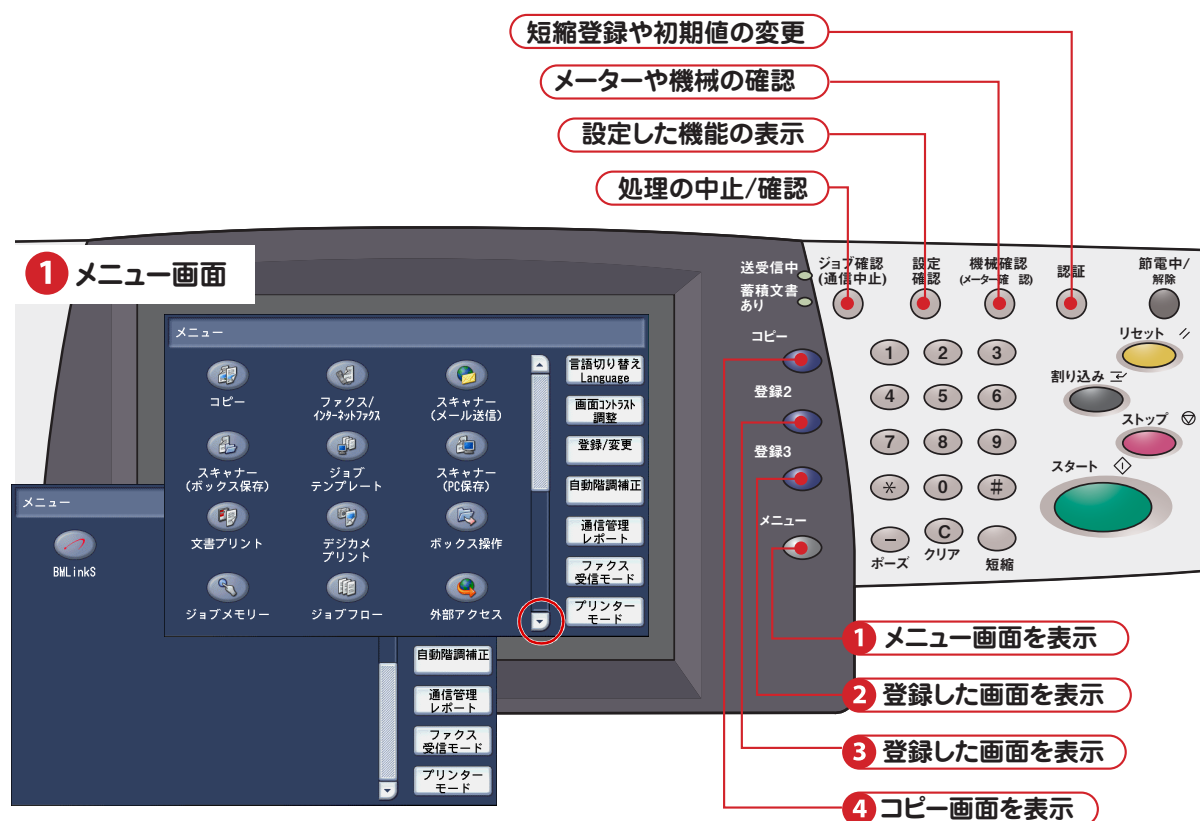 短縮登録や初期値の変更
メーターや機械の確認
設定した機能の表示
処理の中止/確認
1 メニュー画面
送受信中
蓄積文書
あり
ジョブ確認
(通信中止)
設定
確認
機械確認
(メーター確 認)
認証
節電中/
解除
コピー
登録2
登録3
メニュー
リセット
割り込み
ストップ
スタート
1 2 3
4 5 6
7 8 9
* 0 #
- C
ポーズ
クリア
短縮
メニュー
コピー
ファクス/
インターネットファクス
スキャナー
(メール送信)
スキャナー
(ボックス保存)
ジョブ
テンプレート
スキャナー
(PC保存)
文書プリント
デジカメ
プリント
ボックス操作
ジョブメモリー
ジョブフロー
外部アクセス
言語切り替え
Language
画面コントラスト
調整
登録/変更
自動階調補正
通信管理
レポート
ファクス
受信モード
プリンター
モード
メニュー
BMLinkS
自動階調補正
通信管理
レポート
ファクス
受信モード
プリンター
モード
1 メニュー画面を表示
2 登録した画面を表示
3 登録した画面を表示
4 コピー画面を表示